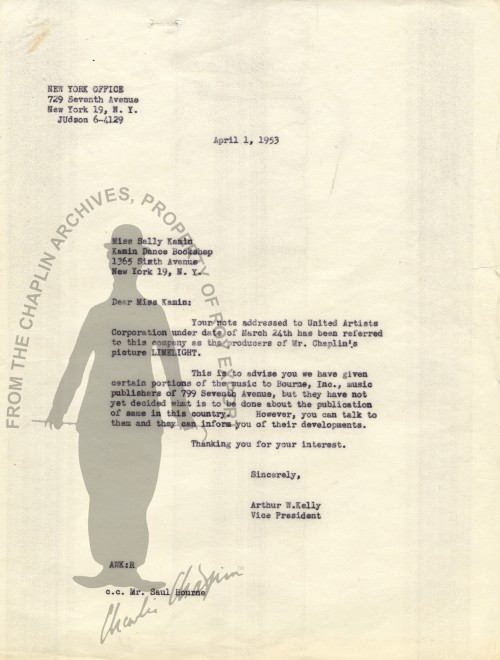 NEW YORK OFFICE
729 Seventh Avenue
New York 19, N. Y.
JUdson 6-4129
April 1, 1953
Miss Sally Kamin
Kamin Dance Bookshop
1365 Sixth Avenue
New York 19, N. Y.
Dear Miss Kamin:
Your note addressed to United Artists
Corporation under date of March 24th has been referred
to this company as the producers of Mr. Chaplin's
picture LIMELIGHT.
This is to advise you we have given
certain portions of the music to Bourne, Inc., music
publishers of 799 Seventh Avenue, but they have not
yet decided what is to be done about the publication
of same in this country. However, you can talk to
them and they can inform you of their developments.
Thanking you for your interest.
Sincerely,
Arthur W.Kelly
Vice President
AWK:R
c.c. Mr. Saul Bourne
Charlie Chaplin
FROM THE CHAPLIN ARCHIVES, PROPERTY OF ROY EXPORT